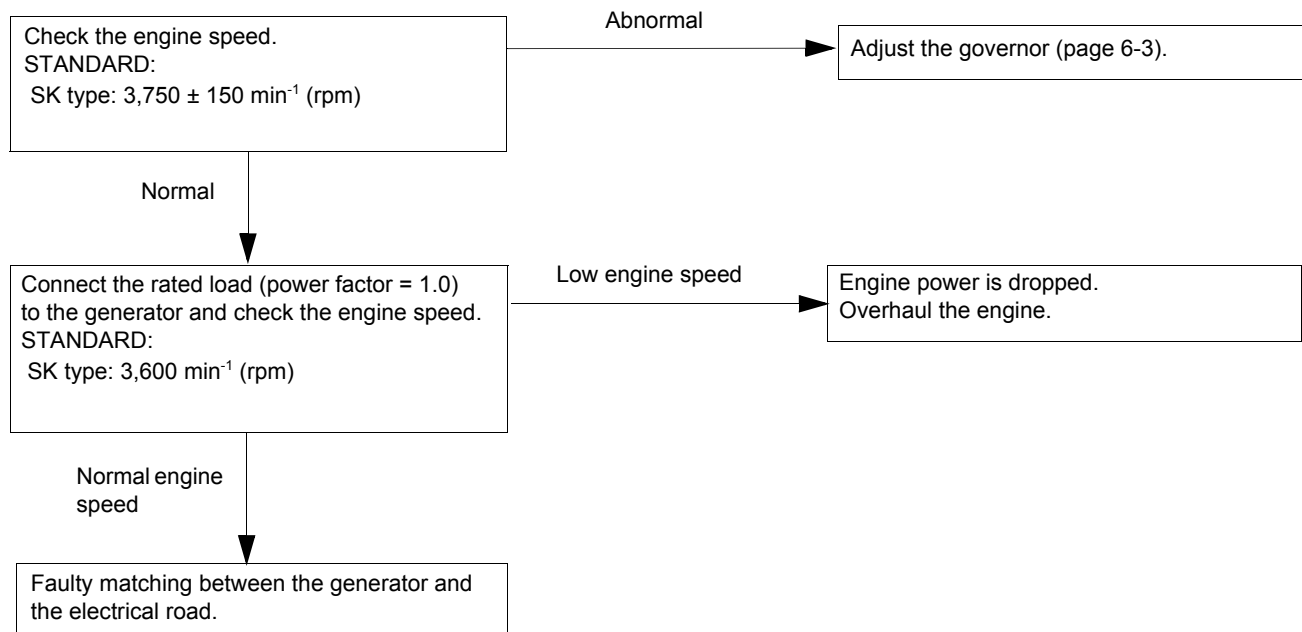 Check the engine speed.
STANDARD:
SK type: 3,750 ± 150 min⁻¹ (rpm)
Abnormal
Adjust the governor (page 6-3).
Normal
Connect the rated load (power factor = 1.0)
to the generator and check the engine speed.
STANDARD:
SK type: 3,600 min⁻¹ (rpm)
Low engine speed
Engine power is dropped.
Overhaul the engine.
Normal engine
speed
Faulty matching between the generator and
the electrical road.